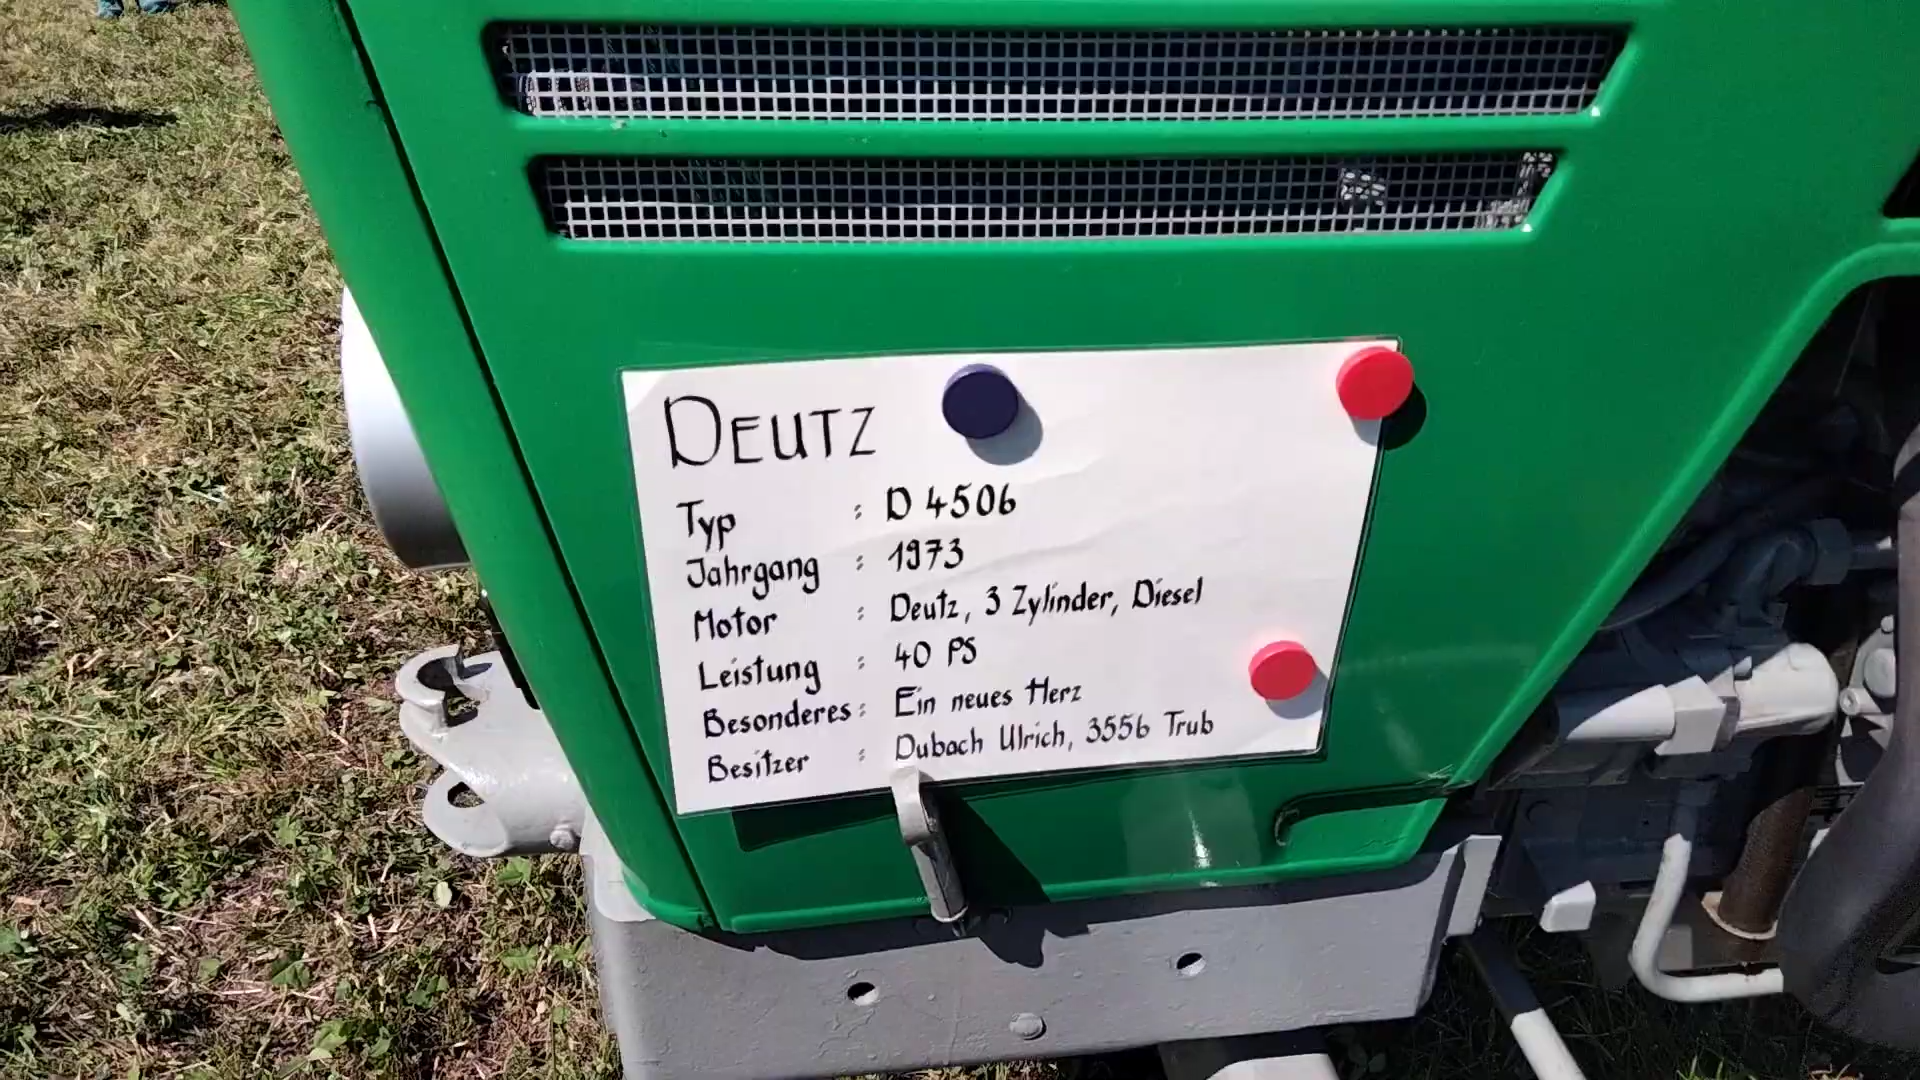 DEUTZ
Typ : D 4506
Jahrgang : 1973
Motor : Deutz, 3 Zylinder, Diesel
Leistung : 40 PS
Besonderes : Ein neues Herz
Besitzer : Dubach Ulrich, 3556 Trub